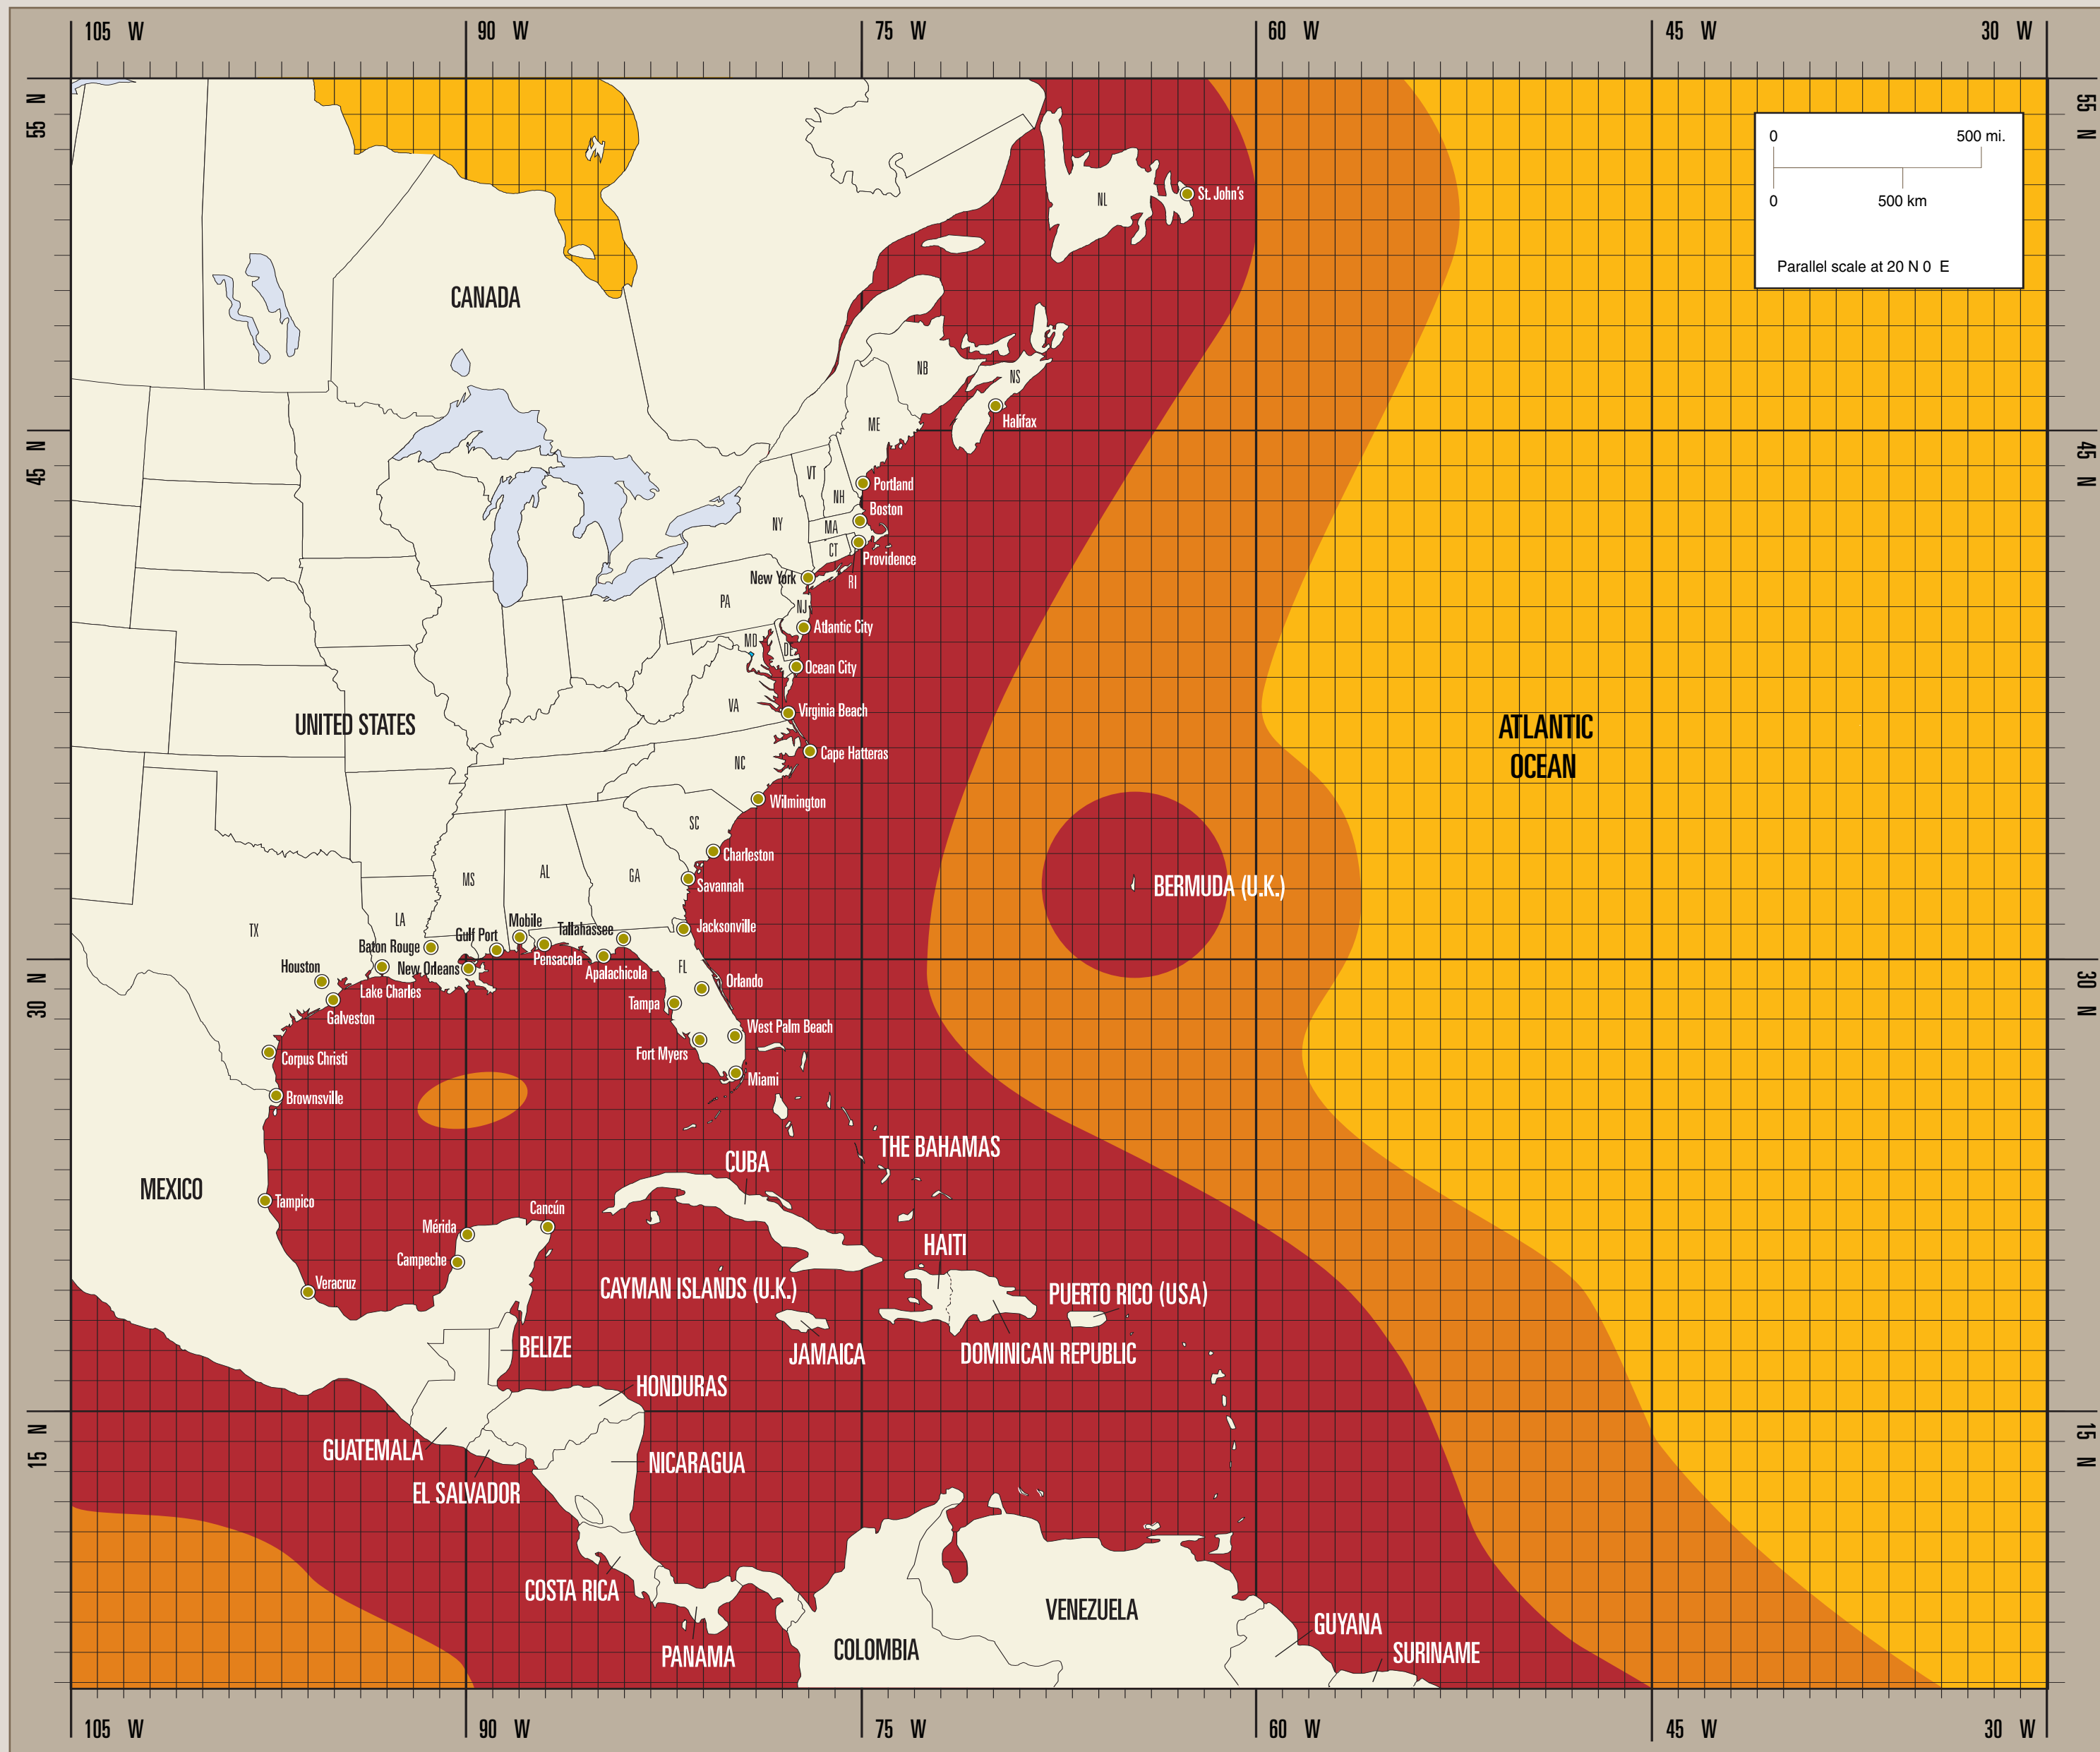 105 W
90 W
75 W
60 W
45 W
30 W
55 N
55 N
0
500 mi.
0
500 km
Parallel scale at 20 N 0 E
NL
St. John's
CANADA
NB
NS
Halifax
ME
45 N
45 N
VT
NH
Portland
Boston
NY
MA
CT
Providence
New York
RI
PA
NJ
Atlantic City
MD
DE
Ocean City
VA
Virginia Beach
UNITED STATES
ATLANTIC
OCEAN
NC
Cape Hatteras
Wilmington
SC
Charleston
MS
AL
GA
Savannah
BERMUDA (U.K.)
TX
LA
Mobile
Gulf Port
Tallahassee
Jacksonville
Baton Rouge
Pensacola
Houston
New Orleans
Apalachicola
FL
Orlando
30 N
30 N
Lake Charles
Tampa
Galveston
West Palm Beach
Fort Myers
Corpus Christi
Miami
Brownsville
THE BAHAMAS
CUBA
MEXICO
Tampico
Cancún
Mérida
HAITI
Campeche
Veracruz
CAYMAN ISLANDS (U.K.)
PUERTO RICO (USA)
BELIZE
JAMAICA
DOMINICAN REPUBLIC
HONDURAS
15 N
15 N
GUATEMALA
NICARAGUA
EL SALVADOR
COSTA RICA
VENEZUELA
GUYANA
PANAMA
COLOMBIA
SURINAME
105 W
90 W
75 W
60 W
45 W
30 W